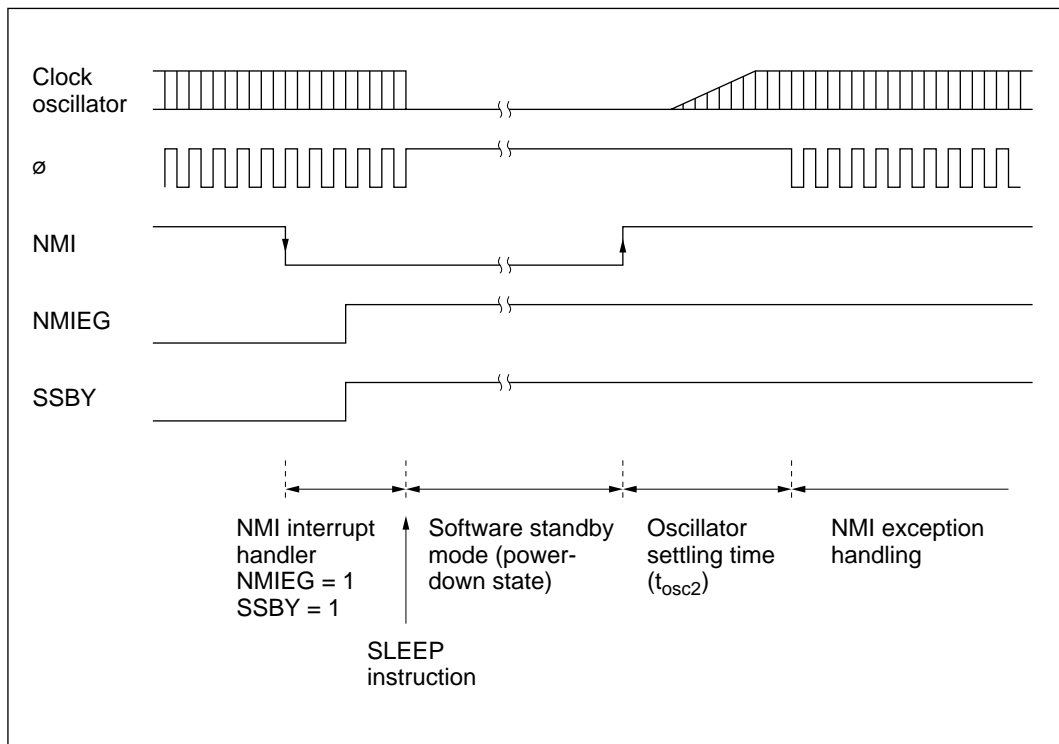 Clock
oscillator
ø
NMI
NMIEG
SSBY
NMI interrupt
handler
NMIEG = 1
SSBY = 1
Software standby
mode (power-
down state)
Oscillator
settling time
(tosc2)
NMI exception
handling
SLEEP
instruction